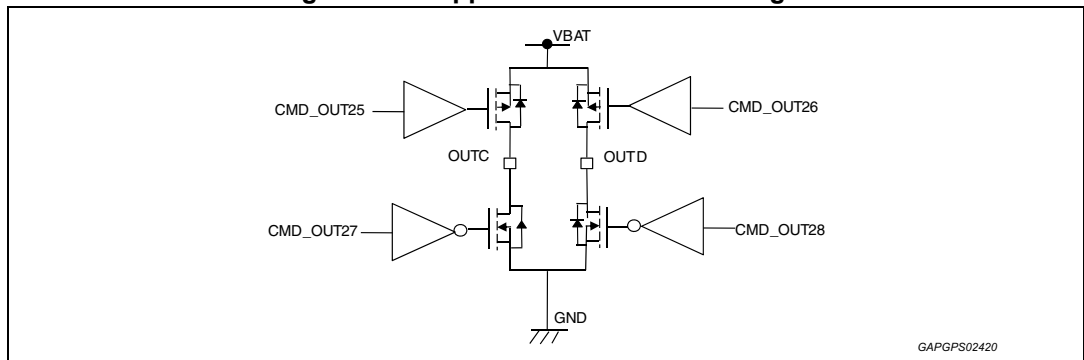 VBAT
CMD_OUT25
CMD_OUT26
OUTC
OUTD
CMD_OUT27
CMD_OUT28
GND
GAPGPS02420